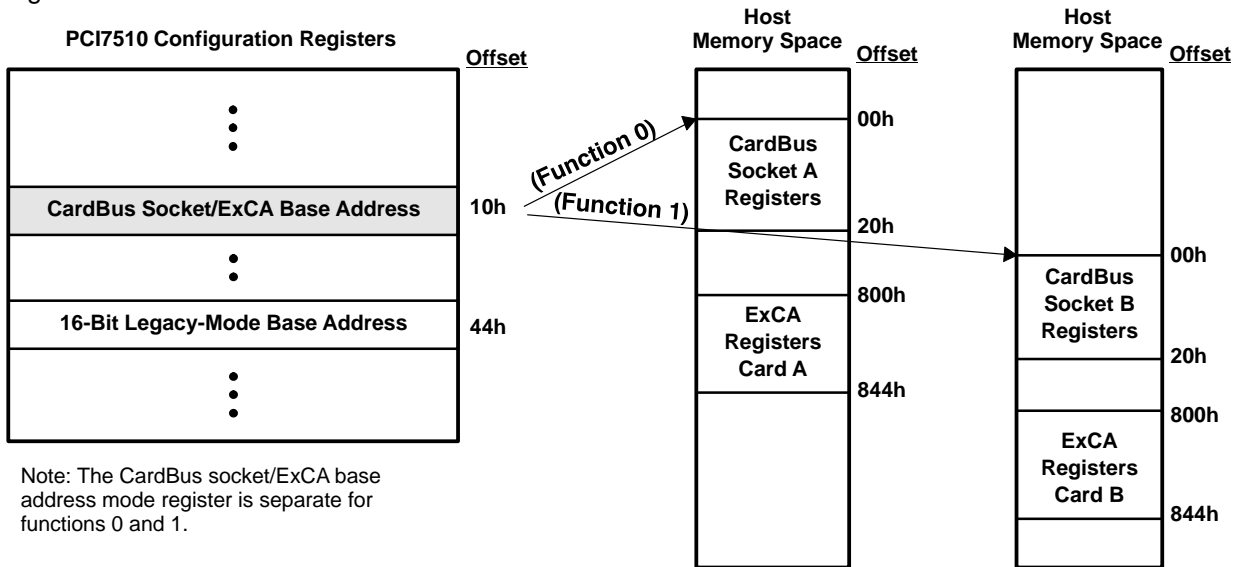 PCI7510 Configuration Registers
Offset
CardBus Socket/ExCA Base Address
10h
16-Bit Legacy-Mode Base Address
44h
Note: The CardBus socket/ExCA base
address mode register is separate for
functions 0 and 1.
(Function 0)
(Function 1)
Host
Memory Space
Offset
00h
CardBus
Socket A
Registers
20h
800h
ExCA
Registers
Card A
844h
Host
Memory Space
Offset
00h
CardBus
Socket B
Registers
20h
800h
ExCA
Registers
Card B
844h